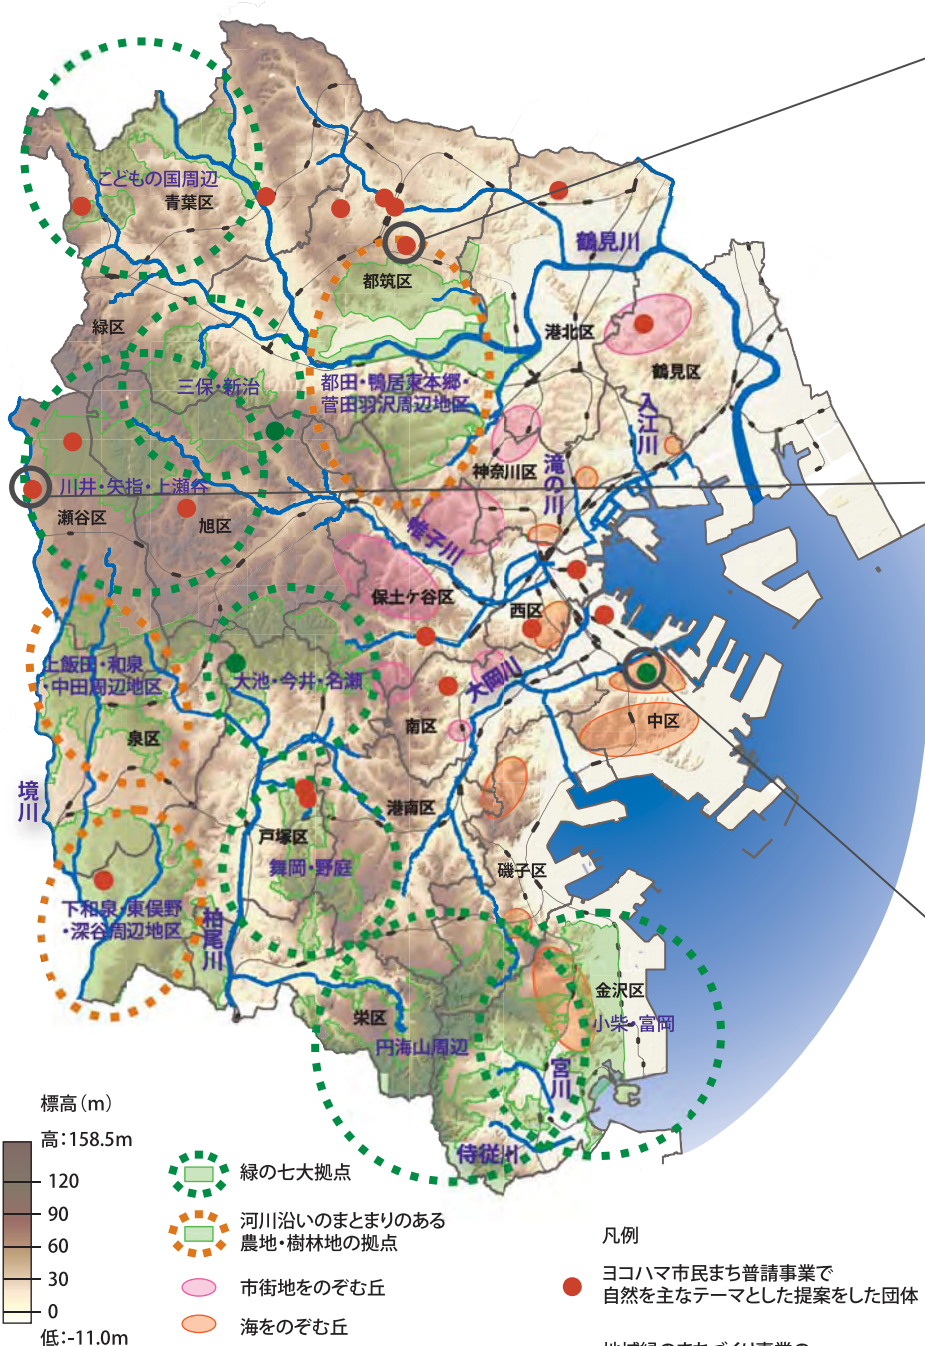 こどもの国周辺
青葉区
鶴見川
都筑区
港北区
緑区
鶴見区
三保・新治
都田・鴨居東本郷・
菅田羽沢周辺地区
入江川
神奈川区
滝の川
川井・矢指・上瀬谷
瀬谷区
旭区
帷子川
保土ヶ谷区
西区
上飯田・和泉
・中田周辺地区
大池・今井・名瀬
大岡川
中区
南区
泉区
境川
港南区
戸塚区
舞岡・野庭
磯子区
下和泉・東俣野
・深谷周辺地区
柏尾川
金沢区
小柴・富岡
栄区
円海山周辺
宮川
侍従川
標高（m）
高：158.5m
120
90
60
30
0
低：-11.0m
緑の七大拠点
河川沿いのまとまりのある
農地・樹林地の拠点
市街地をのぞむ丘
海をのぞむ丘
凡例
ヨコハマ市民まち普請事業で
自然を主なテーマとした提案をした団体